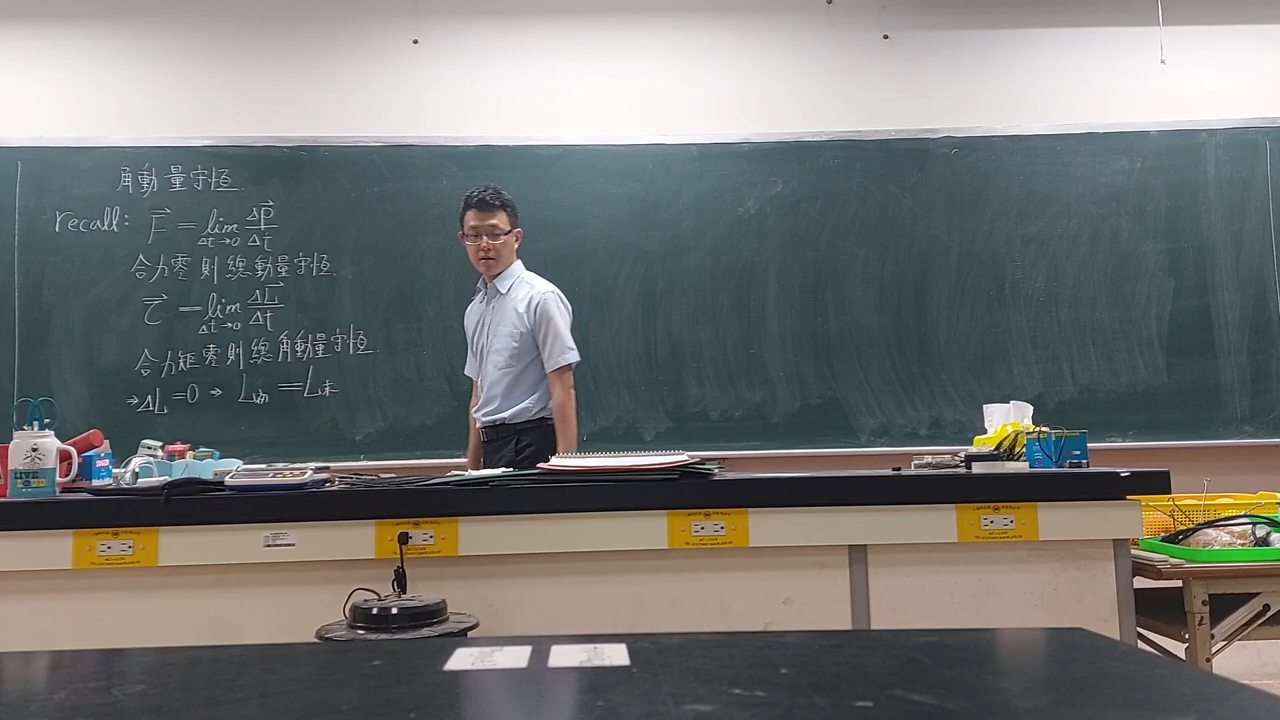 角動量守恆
recall: F⃗ = lim Δt→0 ΔP⃗/Δt
合力零則總動量守恆
τ⃗ = lim Δt→0 ΔL⃗/Δt
合力矩零則總角動量守恆
⇒ ΔL = 0 ⇒ L初 = L末
LIVE